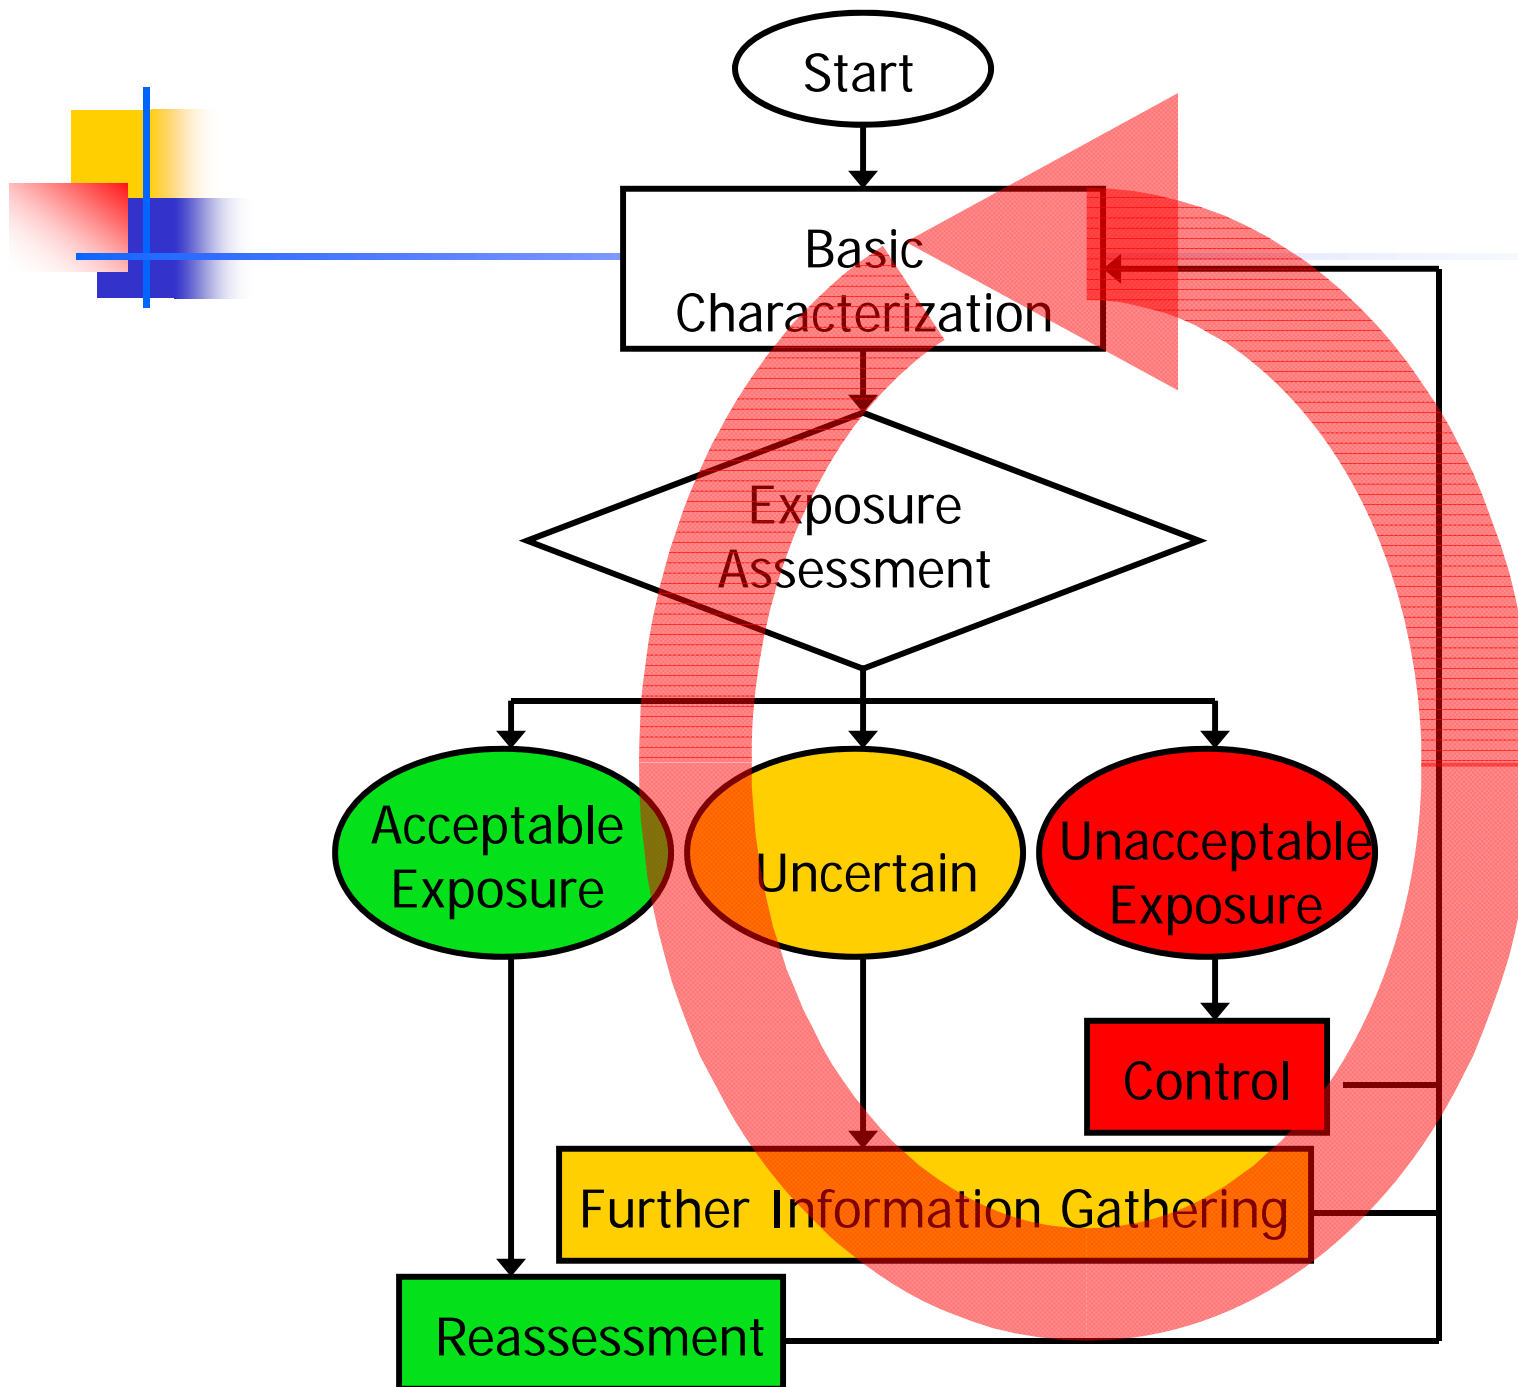 Start
Basic
Characterization
Exposure
Assessment
Acceptable
Exposure
Uncertain
Unacceptable
Exposure
Control
Further Information Gathering
Reassessment